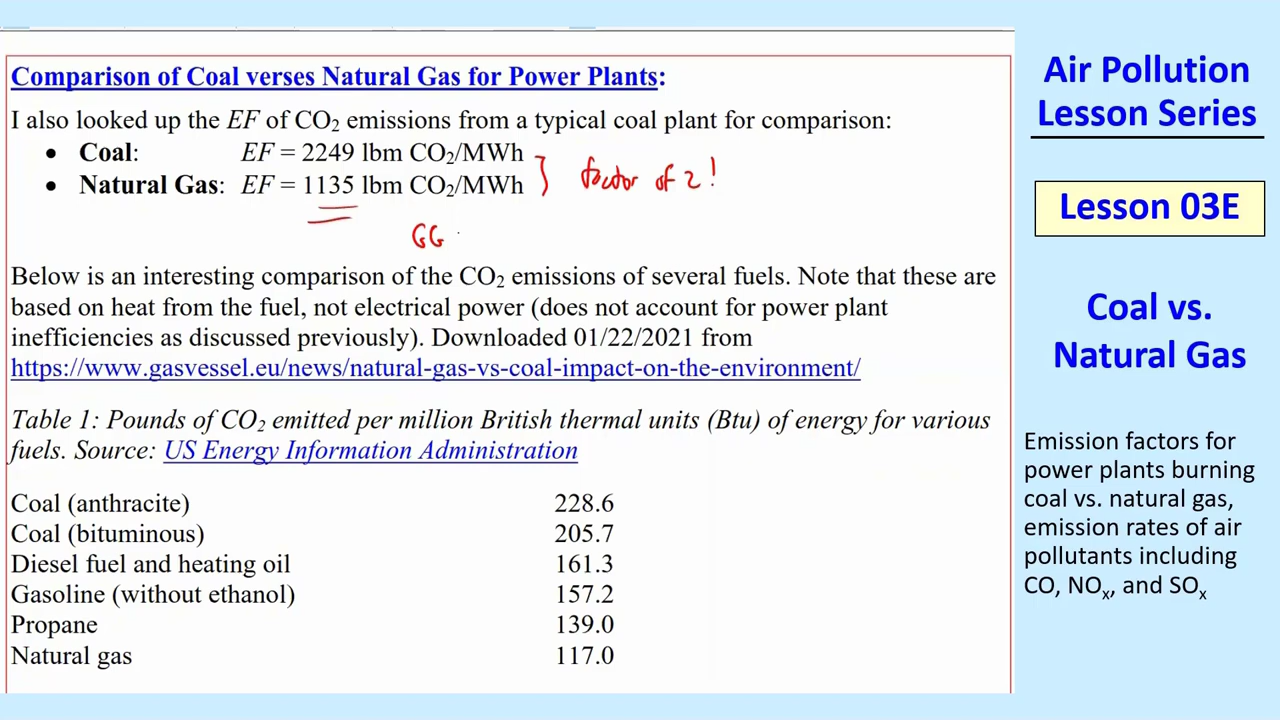 Comparison of Coal verses Natural Gas for Power Plants:
I also looked up the EF of CO₂ emissions from a typical coal plant for comparison:
• Coal: EF = 2249 lbm CO₂/MWh
• Natural Gas: EF = 1135 lbm CO₂/MWh
factor of 2!
GG
Below is an interesting comparison of the CO₂ emissions of several fuels. Note that these are
based on heat from the fuel, not electrical power (does not account for power plant
inefficiencies as discussed previously). Downloaded 01/22/2021 from
https://www.gasvessel.eu/news/natural-gas-vs-coal-impact-on-the-environment/
Table 1: Pounds of CO₂ emitted per million British thermal units (Btu) of energy for various
fuels. Source: US Energy Information Administration
Coal (anthracite) 228.6
Coal (bituminous) 205.7
Diesel fuel and heating oil 161.3
Gasoline (without ethanol) 157.2
Propane 139.0
Natural gas 117.0
Air Pollution
Lesson Series
Lesson 03E
Coal vs.
Natural Gas
Emission factors for
power plants burning
coal vs. natural gas,
emission rates of air
pollutants including
CO, NOₓ, and SOₓ